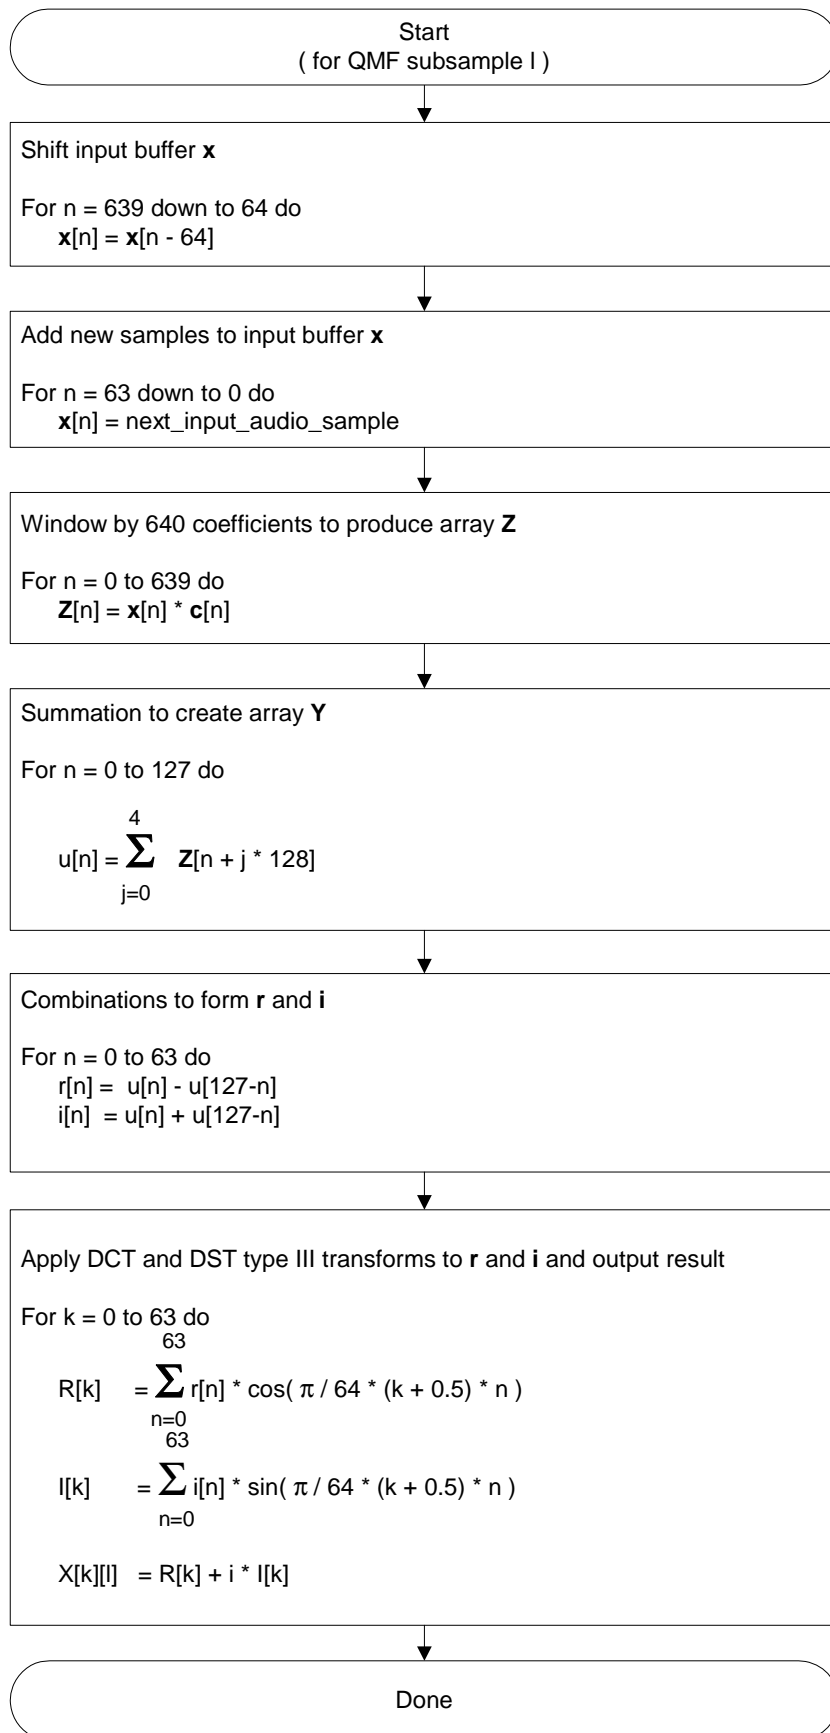 Start
( for QMF subsample l )
Shift input buffer x
For n = 639 down to 64 do
x[n] = x[n - 64]
Add new samples to input buffer x
For n = 63 down to 0 do
x[n] = next_input_audio_sample
Window by 640 coefficients to produce array Z
For n = 0 to 639 do
Z[n] = x[n] * c[n]
Summation to create array Y
For n = 0 to 127 do
4
u[n] = Σ Z[n + j * 128]
j=0
Combinations to form r and i
For n = 0 to 63 do
r[n] = u[n] - u[127-n]
i[n] = u[n] + u[127-n]
Apply DCT and DST type III transforms to r and i and output result
For k = 0 to 63 do
63
R[k] = Σ r[n] * cos( π / 64 * (k + 0.5) * n )
n=0
63
I[k] = Σ i[n] * sin( π / 64 * (k + 0.5) * n )
n=0
X[k][l] = R[k] + i * I[k]
Done